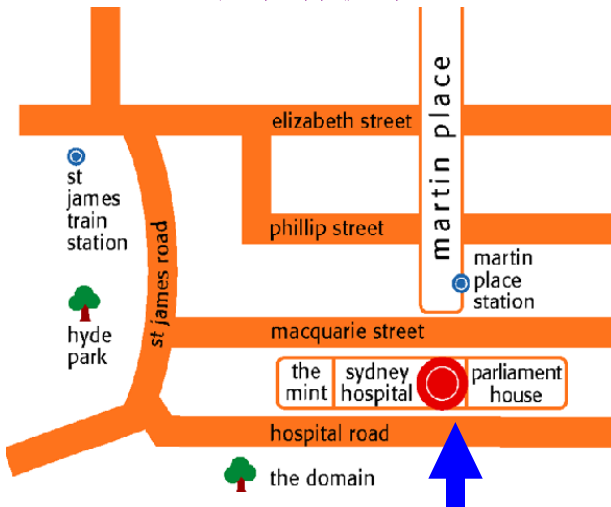 elizabeth street
martin place
st
james
train
station
st james road
phillip street
martin
place
station
hyde
park
macquarie street
the
mint
sydney
hospital
parliament
house
hospital road
the domain